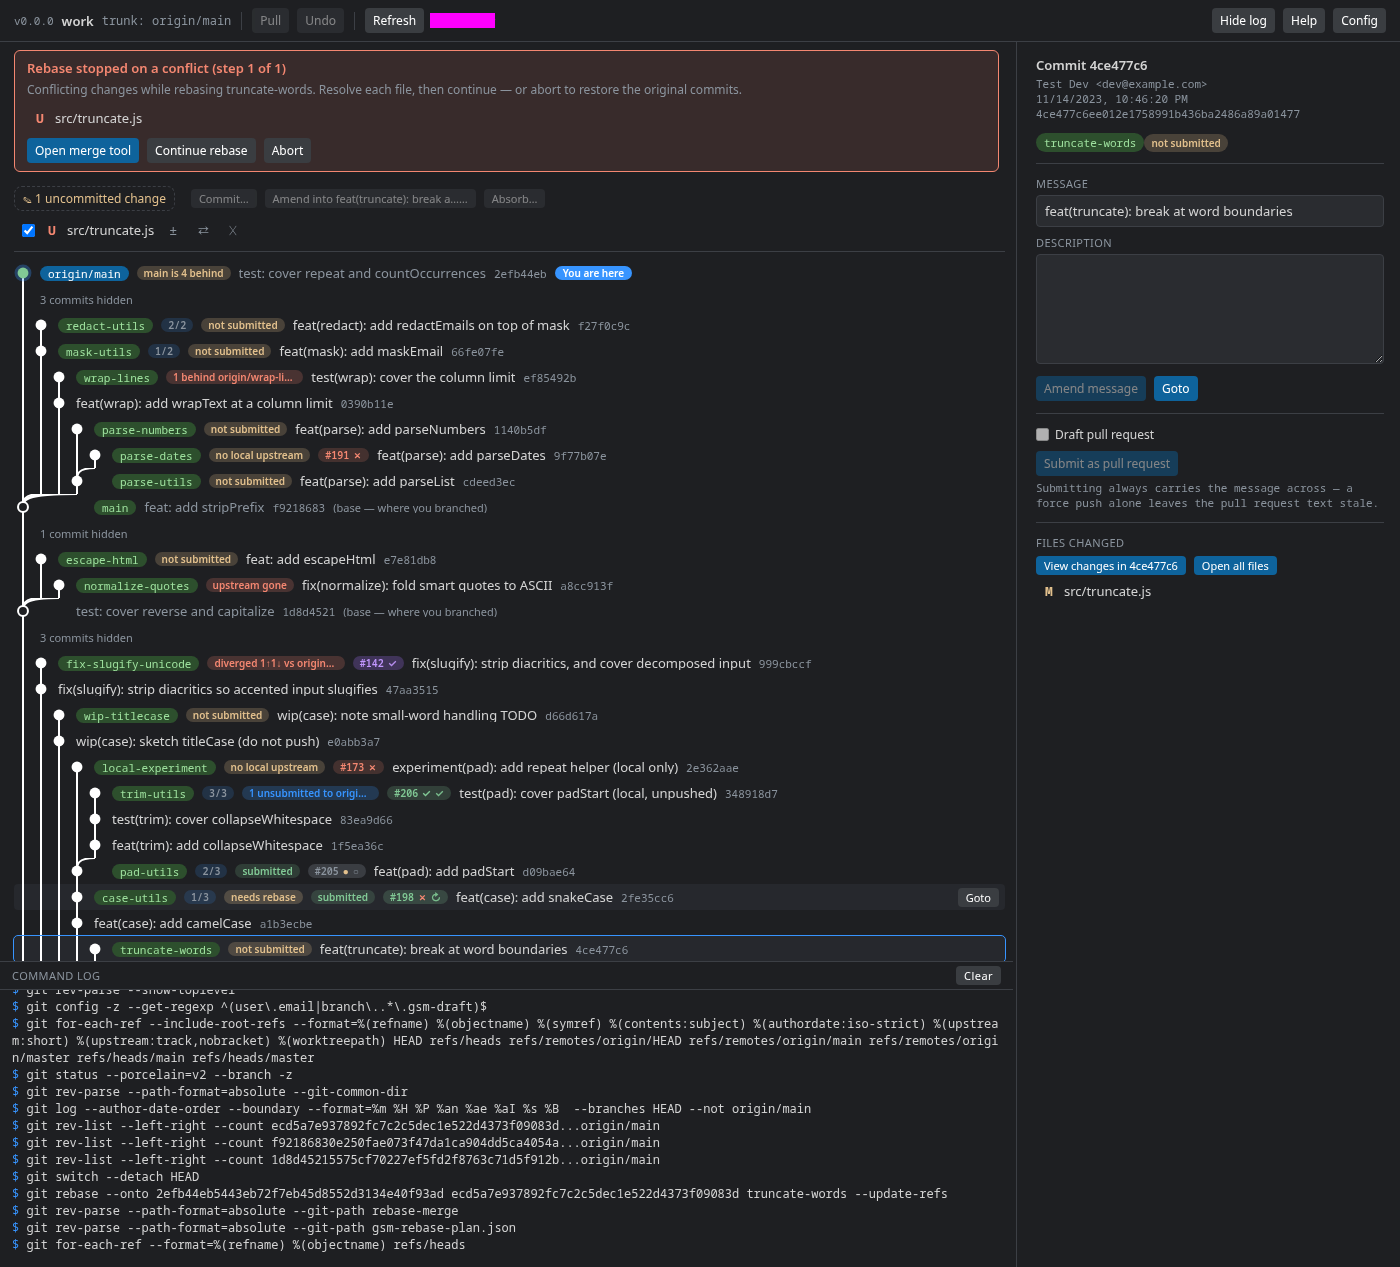 v0.0.0 work trunk: origin/main Pull Undo Refresh Hide log Help Config
Rebase stopped on a conflict (step 1 of 1)
Conflicting changes while rebasing truncate-words. Resolve each file, then continue — or abort to restore the original commits.
U src/truncate.js
Open merge tool Continue rebase Abort
✎ 1 uncommitted change Commit... Amend into feat(truncate): break a...... Absorb...
U src/truncate.js ± ⇄ X
origin/main main is 4 behind test: cover repeat and countOccurrences 2efb44eb You are here
3 commits hidden
redact-utils 2/2 not submitted feat(redact): add redactEmails on top of mask f27f0c9c
mask-utils 1/2 not submitted feat(mask): add maskEmail 66fe07fe
wrap-lines 1 behind origin/wrap-li... test(wrap): cover the column limit ef85492b
feat(wrap): add wrapText at a column limit 0390b11e
parse-numbers not submitted feat(parse): add parseNumbers 1140b5df
parse-dates no local upstream #191 × feat(parse): add parseDates 9f77b07e
parse-utils not submitted feat(parse): add parseList cdeed3ec
main feat: add stripPrefix f9218683 (base — where you branched)
1 commit hidden
escape-html not submitted feat: add escapeHtml e7e81db8
normalize-quotes upstream gone fix(normalize): fold smart quotes to ASCII a8cc913f
test: cover reverse and capitalize 1d8d4521 (base — where you branched)
3 commits hidden
fix-slugify-unicode diverged 1↑1↓ vs origin... #142 ✓ fix(slugify): strip diacritics, and cover decomposed input 999cbccf
fix(slugify): strip diacritics so accented input slugifies 47aa3515
wip-titlecase not submitted wip(case): note small-word handling TODO d66d617a
wip(case): sketch titleCase (do not push) e0abb3a7
local-experiment no local upstream #173 × experiment(pad): add repeat helper (local only) 2e362aae
trim-utils 3/3 1 unsubmitted to origi... #206 ✓ ✓ test(pad): cover padStart (local, unpushed) 348918d7
test(trim): cover collapseWhitespace 83ea9d66
feat(trim): add collapseWhitespace 1f5ea36c
pad-utils 2/3 submitted #205 ● ○ feat(pad): add padStart d09bae64
case-utils 1/3 needs rebase submitted #198 × ↻ feat(case): add snakeCase 2fe35cc6 Goto
feat(case): add camelCase a1b3ecbe
truncate-words not submitted feat(truncate): break at word boundaries 4ce477c6
COMMAND LOG Clear
$ git rev-parse --show-toplevel
$ git config -z --get-regexp ^(user\.email|branch\..*\.gsm-draft)$
$ git for-each-ref --include-root-refs --format=%(refname) %(objectname) %(symref) %(contents:subject) %(authordate:iso-strict) %(upstrea
m:short) %(upstream:track,nobracket) %(worktreepath) HEAD refs/heads refs/remotes/origin/HEAD refs/remotes/origin/main refs/remotes/origi
n/master refs/heads/main refs/heads/master
$ git status --porcelain=v2 --branch -z
$ git rev-parse --path-format=absolute --git-common-dir
$ git log --author-date-order --boundary --format=%m %H %P %an %ae %aI %s %B --branches HEAD --not origin/main
$ git rev-list --left-right --count ecd5a7e937892fc7c2c5dec1e522d4373f09083d...origin/main
$ git rev-list --left-right --count f92186830e250fae073f47da1ca904dd5ca4054a...origin/main
$ git rev-list --left-right --count 1d8d45215575cf70227ef5fd2f8763c71d5f912b...origin/main
$ git switch --detach HEAD
$ git rebase --onto 2efb44eb5443eb72f7eb45d8552d3134e40f93ad ecd5a7e937892fc7c2c5dec1e522d4373f09083d truncate-words --update-refs
$ git rev-parse --path-format=absolute --git-path rebase-merge
$ git rev-parse --path-format=absolute --git-path gsm-rebase-plan.json
$ git for-each-ref --format=%(refname) %(objectname) refs/heads
Commit 4ce477c6
Test Dev <dev@example.com>
11/14/2023, 10:46:20 PM
4ce477c6ee012e1758991b436ba2486a89a01477
truncate-words not submitted
MESSAGE
feat(truncate): break at word boundaries
DESCRIPTION
Amend message Goto
Draft pull request
Submit as pull request
Submitting always carries the message across — a
force push alone leaves the pull request text stale.
FILES CHANGED
View changes in 4ce477c6 Open all files
M src/truncate.js